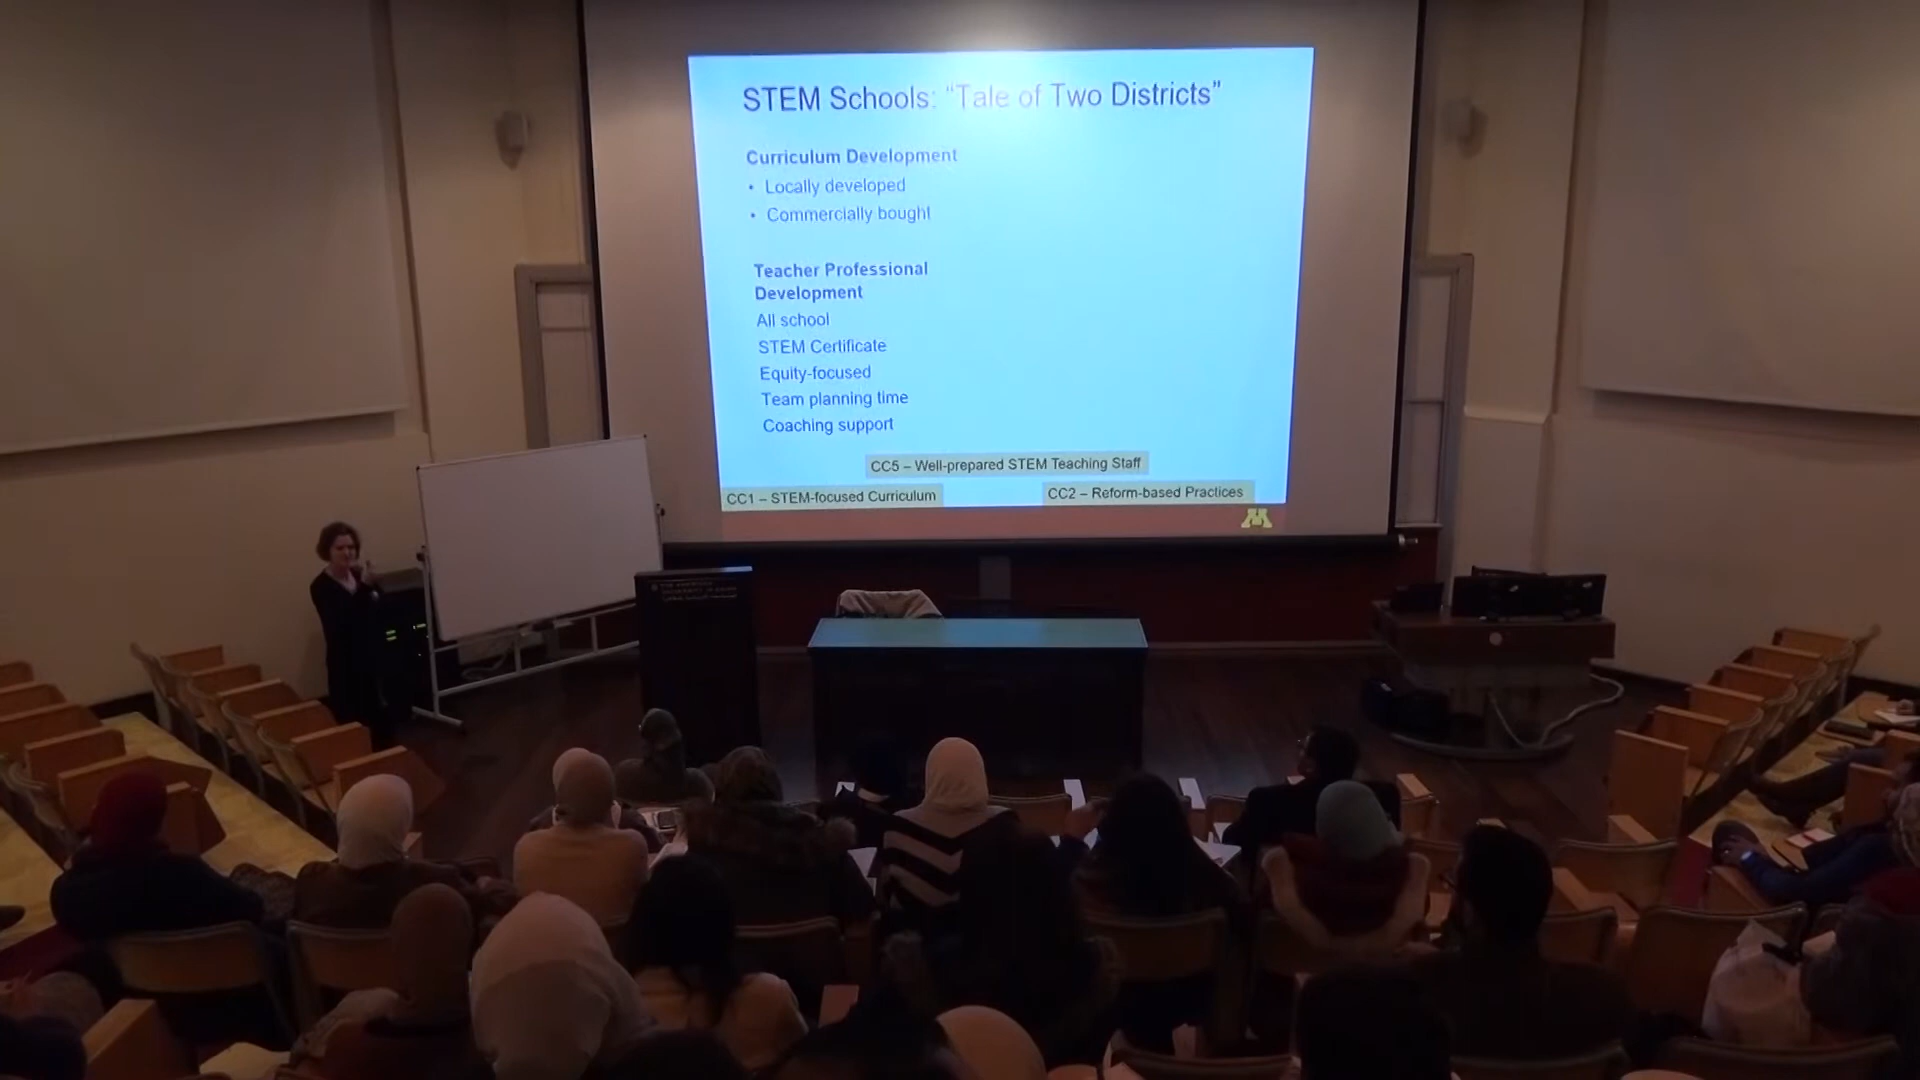 STEM Schools: “Tale of Two Districts”
Curriculum Development
• Locally developed
• Commercially bought
Teacher Professional
Development
All school
STEM Certificate
Equity-focused
Team planning time
Coaching support
CC5 – Well-prepared STEM Teaching Staff
CC1 – STEM-focused Curriculum
CC2 – Reform-based Practices
M